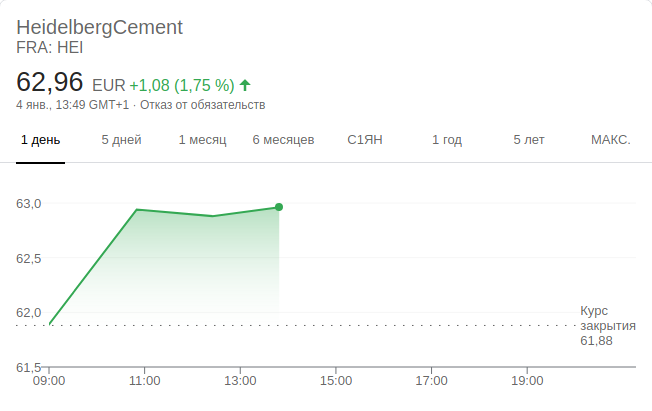 HeidelbergCement
FRA: HEI
62,96 EUR +1,08 (1,75 %)
4 янв., 13:49 GMT+1 · Отказ от обязательств
1 день 5 дней 1 месяц 6 месяцев С1ЯН 1 год 5 лет МАКС.
63,0
62,5
62,0
Курс
закрытия
61,88
61,5
09:00 11:00 13:00 15:00 17:00 19:00